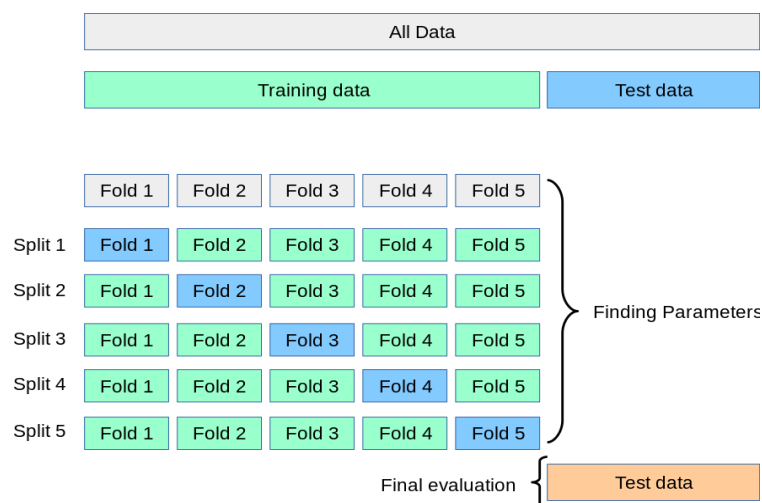 All Data
Training data Test data
Fold 1 Fold 2 Fold 3 Fold 4 Fold 5
Split 1 Fold 1 Fold 2 Fold 3 Fold 4 Fold 5
Split 2 Fold 1 Fold 2 Fold 3 Fold 4 Fold 5
Finding Parameters
Split 3 Fold 1 Fold 2 Fold 3 Fold 4 Fold 5
Split 4 Fold 1 Fold 2 Fold 3 Fold 4 Fold 5
Split 5 Fold 1 Fold 2 Fold 3 Fold 4 Fold 5
Final evaluation Test data